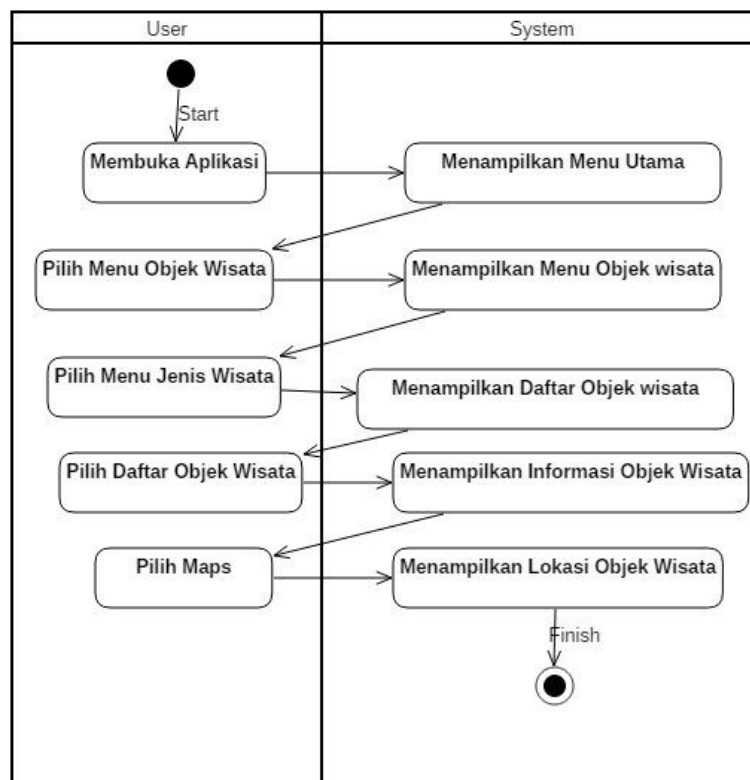 User
System
Start
Membuka Aplikasi
Menampilkan Menu Utama
Pilih Menu Objek Wisata
Menampilkan Menu Objek wisata
Pilih Menu Jenis Wisata
Menampilkan Daftar Objek wisata
Pilih Daftar Objek Wisata
Menampilkan Informasi Objek Wisata
Pilih Maps
Menampilkan Lokasi Objek Wisata
Finish